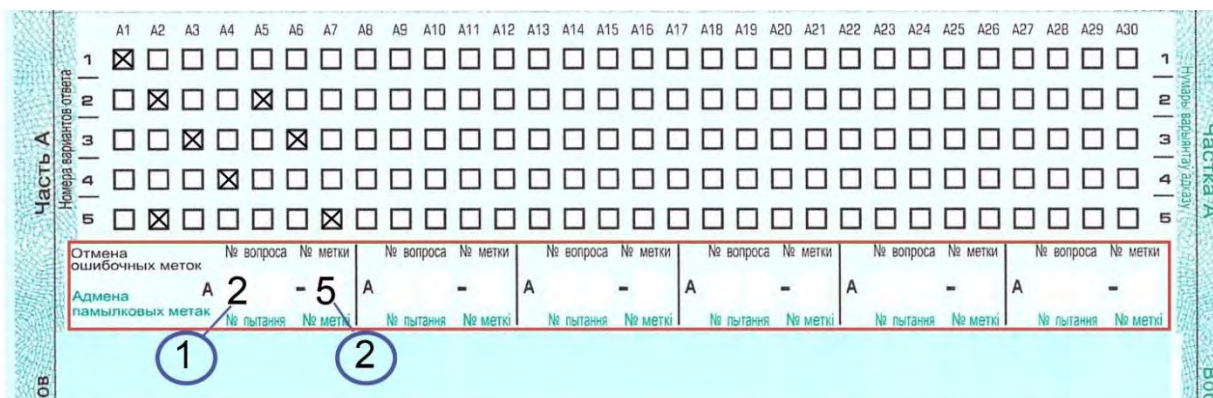 A1 A2 A3 A4 A5 A6 A7 A8 A9 A10 A11 A12 A13 A14 A15 A16 A17 A18 A19 A20 A21 A22 A23 A24 A25 A26 A27 A28 A29 A30
Часть А
Номера вариантов ответа
1 1
2 2
3 3
4 4
5 5
Нумары варыянтаў адказу
Частка А
Отмена № вопроса № метки № вопроса № метки № вопроса № метки № вопроса № метки № вопроса № метки № вопроса № метки
ошибочных меток
А 2 - 5 А - А - А - А - А -
Адмена
памылковых метак № пытання № меткі № пытання № меткі № пытання № меткі № пытання № меткі № пытання № меткі № пытання № меткі
1 2
ов